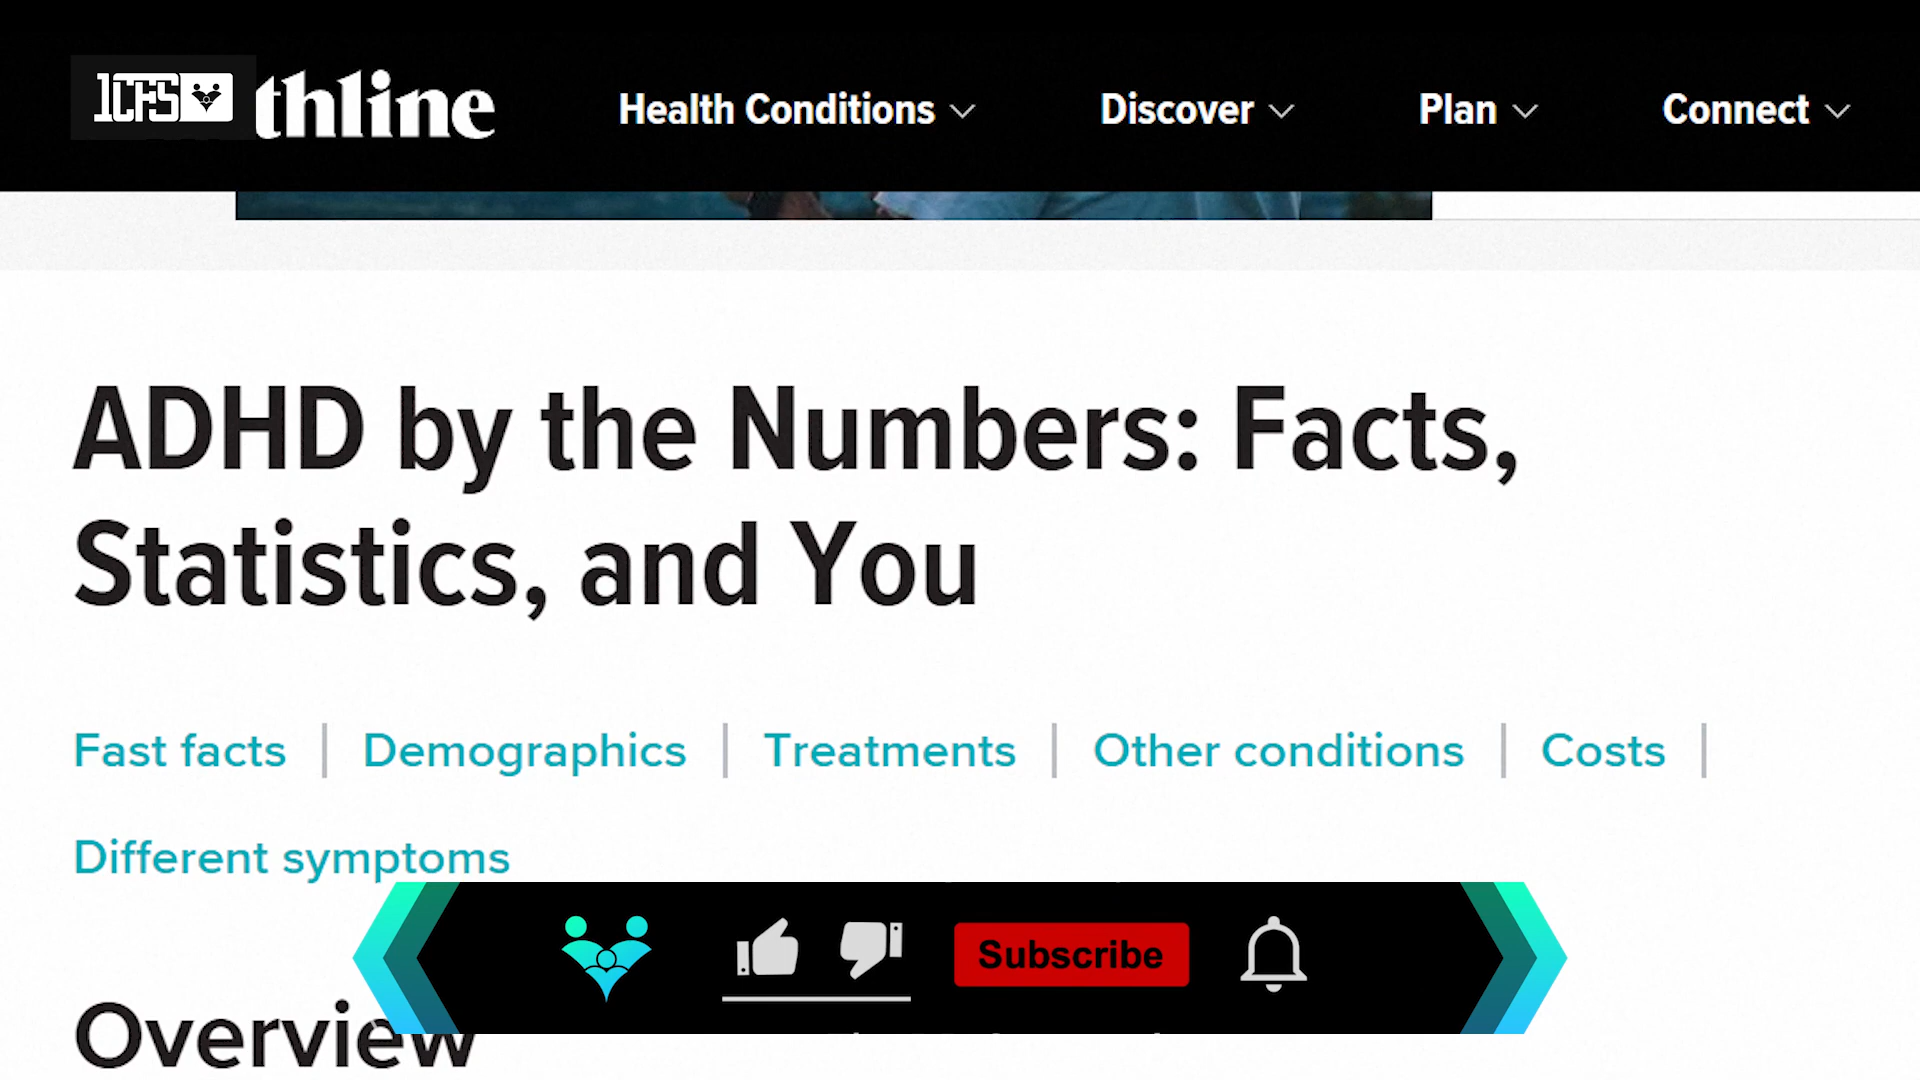 1CFS thline Health Conditions Discover Plan Connect
ADHD by the Numbers: Facts,
Statistics, and You
Fast facts | Demographics | Treatments | Other conditions | Costs |
Different symptoms
Subscribe
Overview